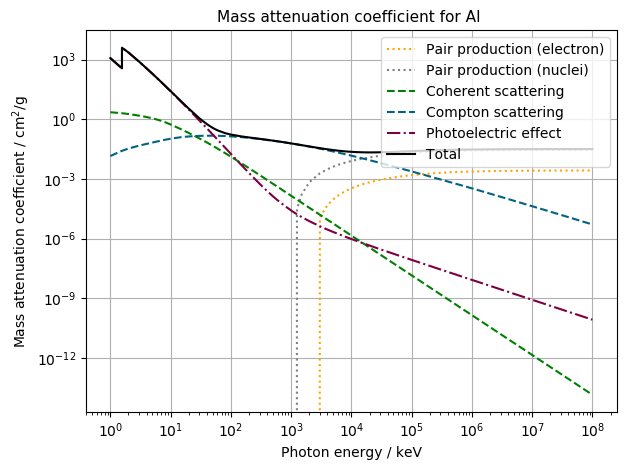 Mass attenuation coefficient for Al
Mass attenuation coefficient / cm²/g
10³
10⁰
10⁻³
10⁻⁶
10⁻⁹
10⁻¹²
Pair production (electron)
Pair production (nuclei)
Coherent scattering
Compton scattering
Photoelectric effect
Total
10⁰ 10¹ 10² 10³ 10⁴ 10⁵ 10⁶ 10⁷ 10⁸
Photon energy / keV